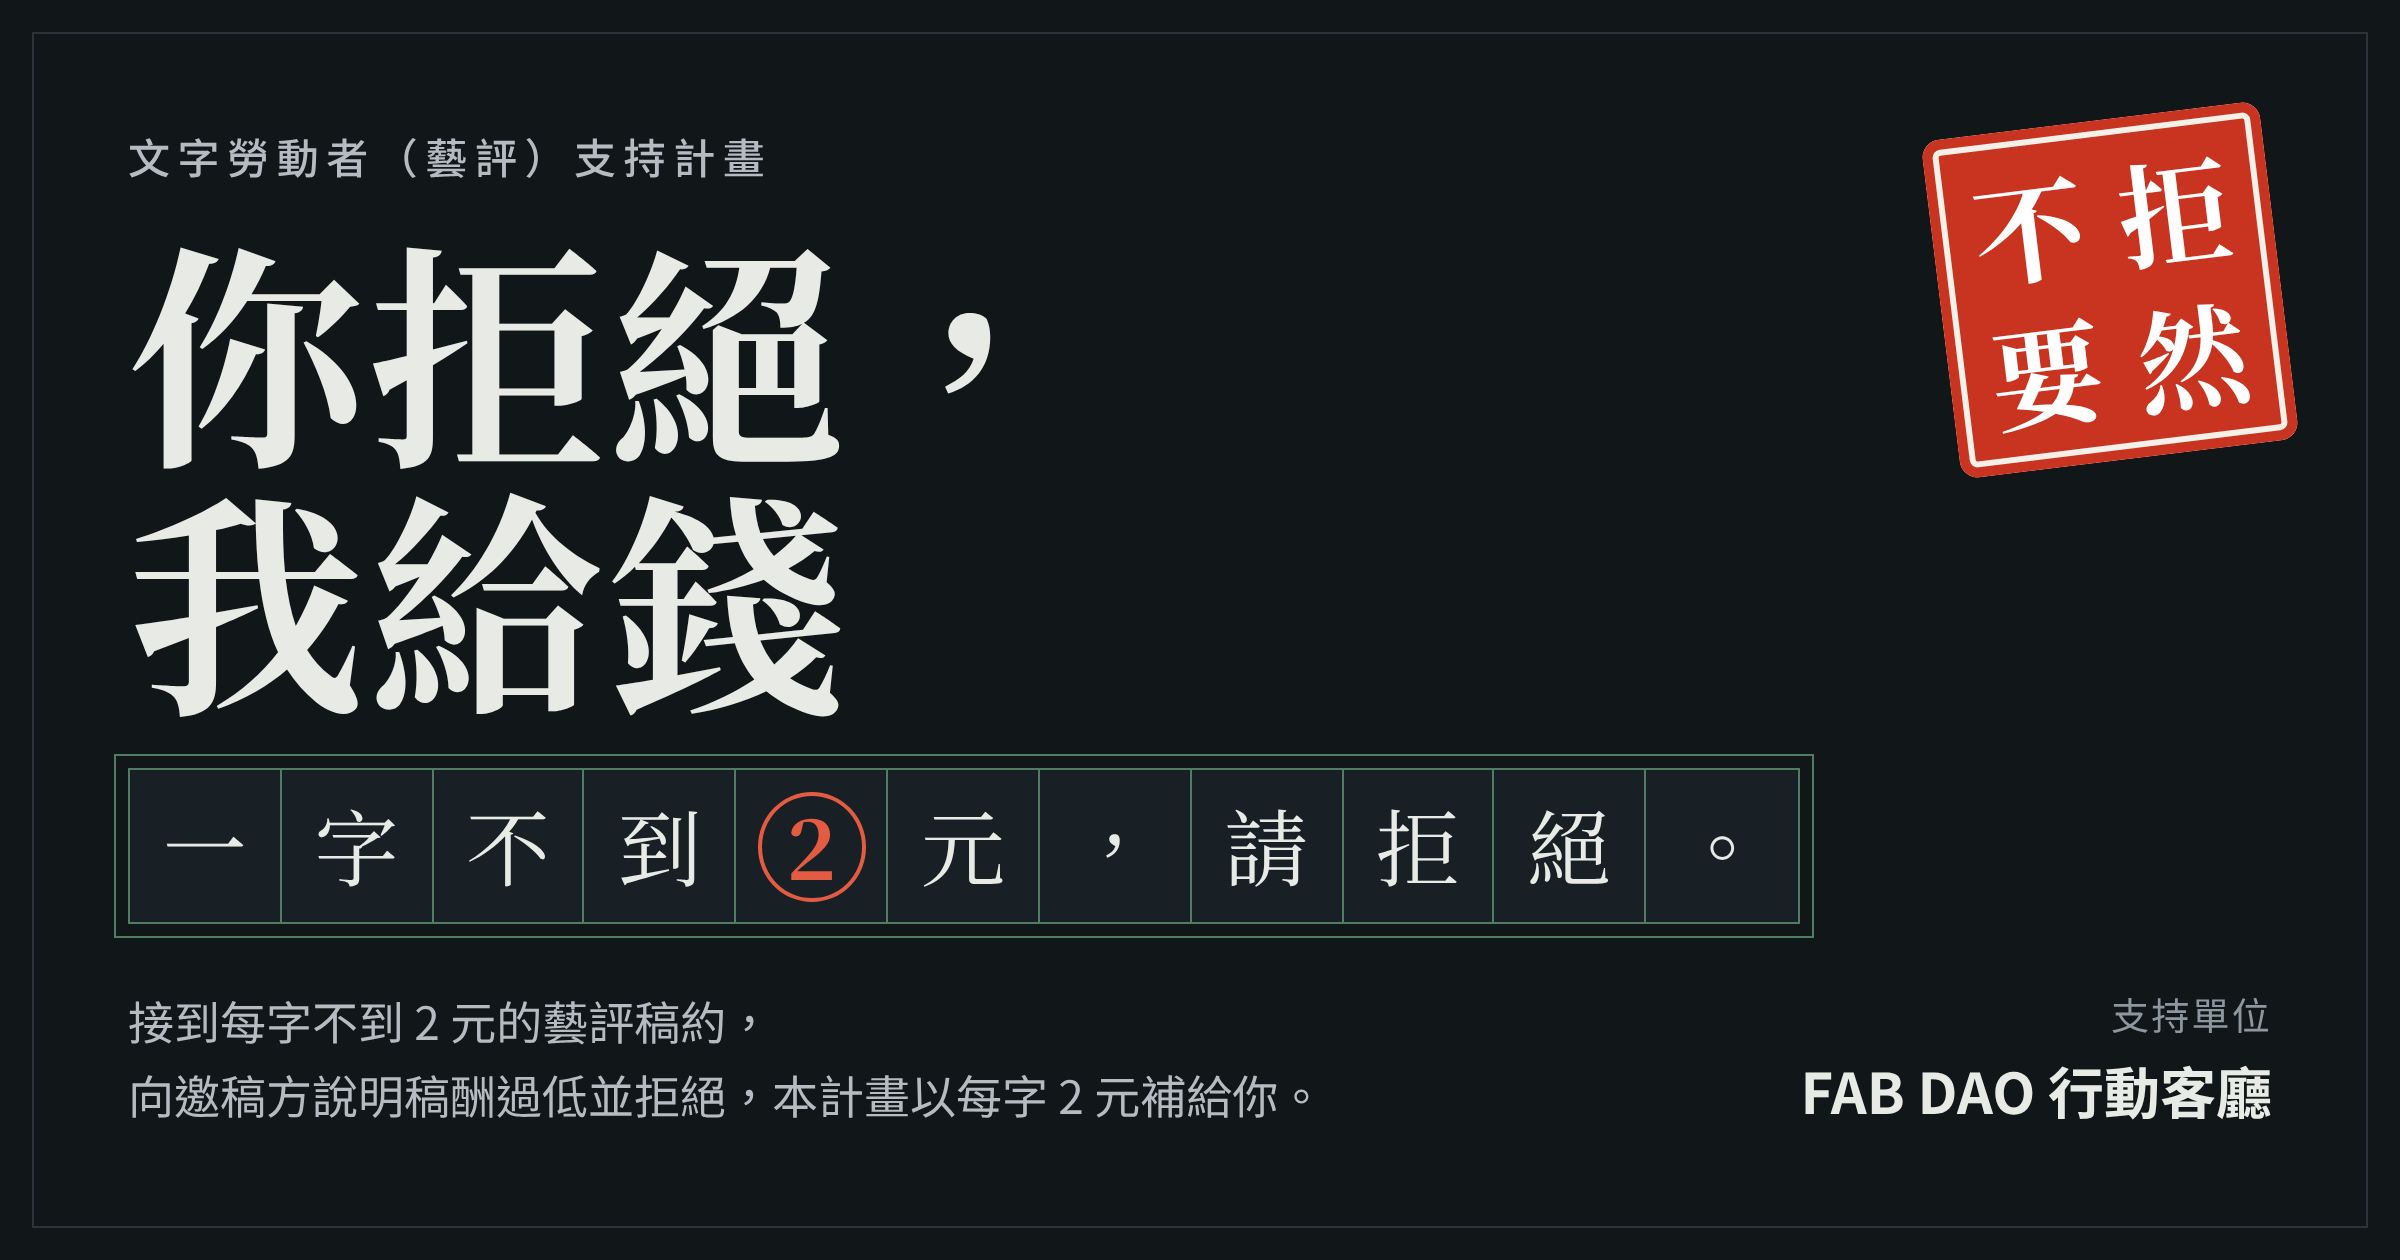 文字勞動者（藝評）支持計畫
你拒絕，
我給錢
拒然
不要
一字不到2元，請拒絕。
接到每字不到 2 元的藝評稿約，
向邀稿方說明稿酬過低並拒絕，本計畫以每字 2 元補給你。
支持單位
FAB DAO 行動客廳